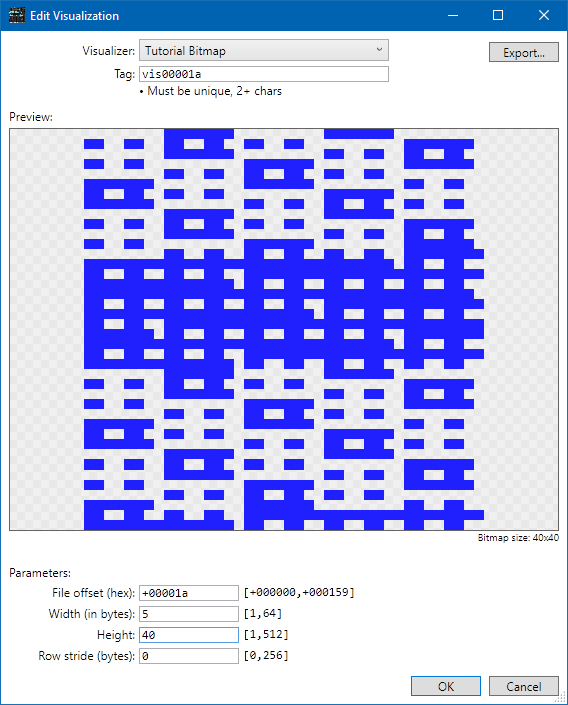 Edit Visualization
Visualizer: Tutorial Bitmap Export...
Tag: vis00001a
• Must be unique, 2+ chars
Preview:
Bitmap size: 40x40
Parameters:
File offset (hex): +00001a [+000000,+000159]
Width (in bytes): 5 [1,64]
Height: 40 [1,512]
Row stride (bytes): 0 [0,256]
OK Cancel